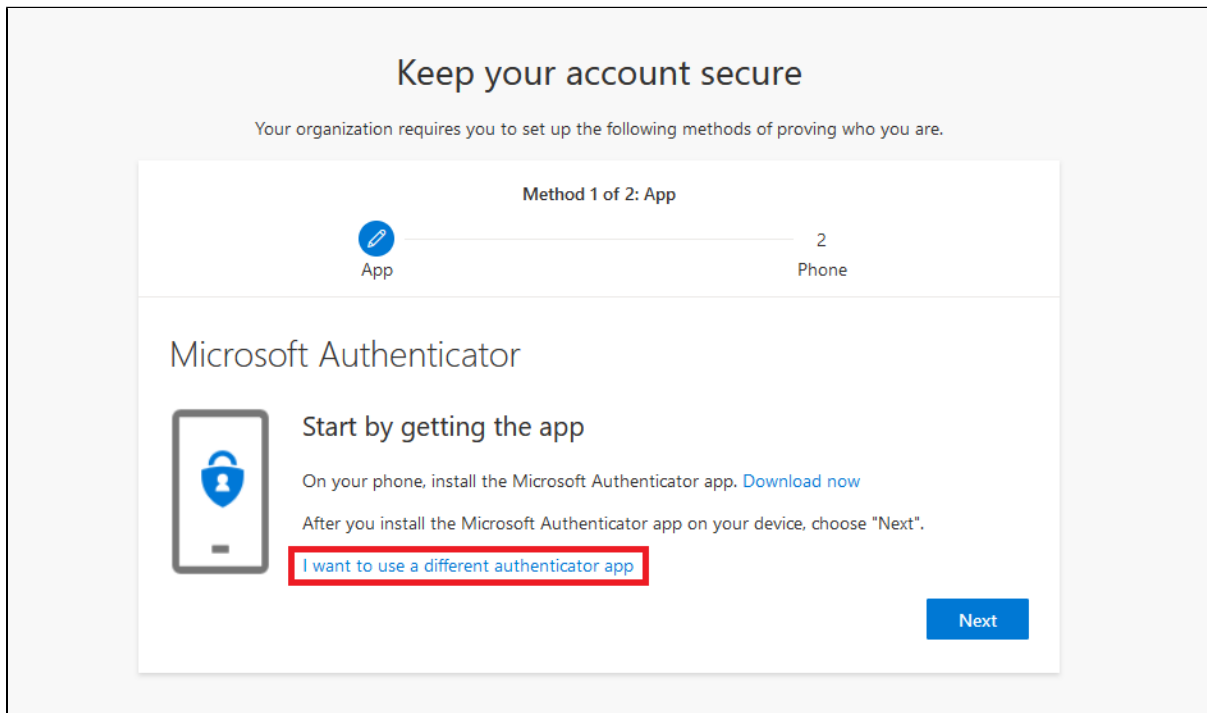 Keep your account secure
Your organization requires you to set up the following methods of proving who you are.
Method 1 of 2: App
2
App
Phone
Microsoft Authenticator
Start by getting the app
On your phone, install the Microsoft Authenticator app. Download now
After you install the Microsoft Authenticator app on your device, choose "Next".
I want to use a different authenticator app
Next